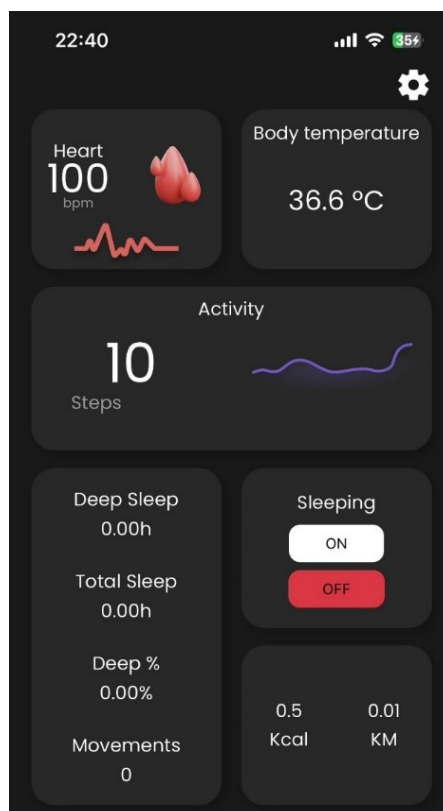 22:40
35
Heart
100
bpm
Body temperature
36.6 ºC
Activity
10
Steps
Deep Sleep
0.00h
Total Sleep
0.00h
Deep %
0.00%
Movements
0
Sleeping
ON
OFF
0.5
Kcal
0.01
KM